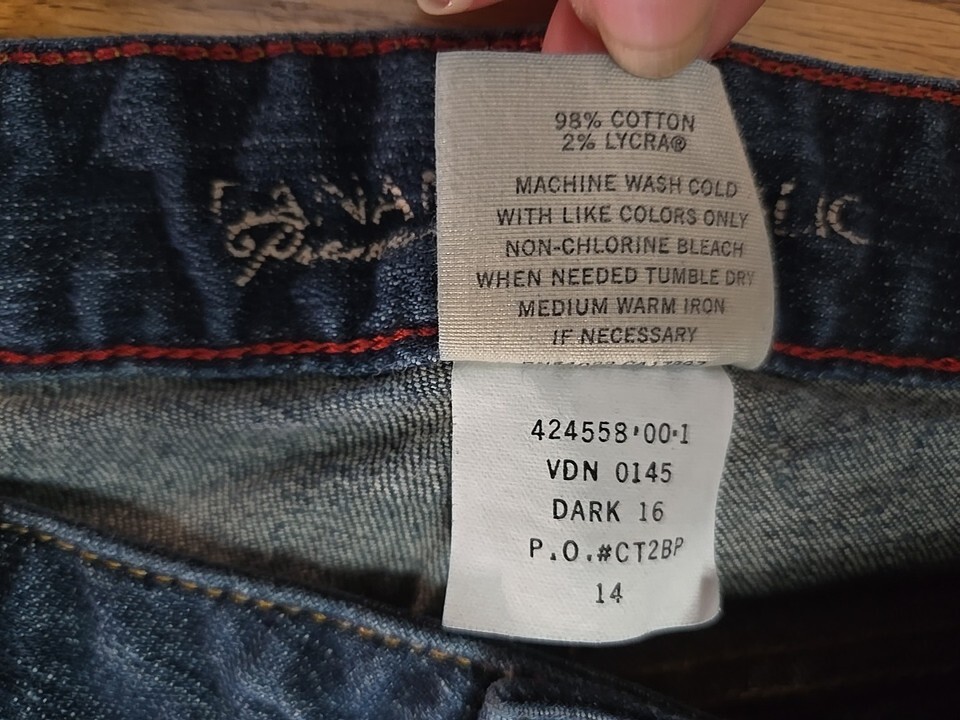 98% COTTON
2% LYCRA®
MACHINE WASH COLD
WITH LIKE COLORS ONLY
NON-CHLORINE BLEACH
WHEN NEEDED TUMBLE DRY
MEDIUM WARM IRON
IF NECESSARY
424558·00·1
VDN 0145
DARK 16
P.O.#CT2BP
14